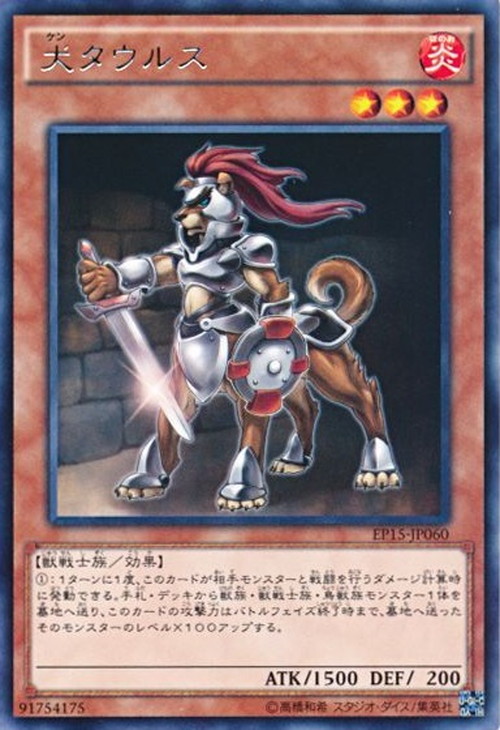 ケン
犬タウルス
炎
EP15-JP060
【獣戦士族/効果】
①:1ターンに1度、このカードが相手モンスターと戦闘を行うダメージ計算時
に発動できる。手札・デッキから獣族・獣戦士族・鳥獣族モンスター1体を
墓地へ送り、このカードの攻撃力はバトルフェイズ終了時まで、墓地へ送った
そのモンスターのレベル×100アップする。
ATK/1500 DEF/ 200
91754175 ©高橋和希 スタジオ・ダイス/集英社